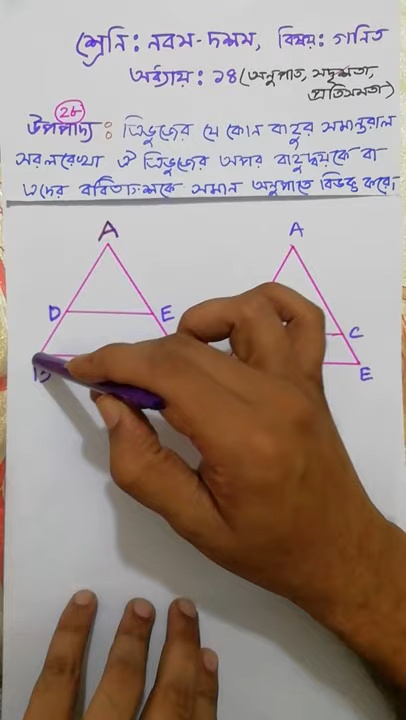 শ্রেনি: নবম-দশম, বিষয়: গানিত
অধ্যায়: ১৪ (অনুপাত, সদৃশতা,
প্রতিসমতা)
২৮
উপপাদ্য: ত্রিভুজের যে কোন বাহুর সমান্তরাল
সরলরেখা ঐ ত্রিভুজের অপর বাহুদ্বয়কে বা
এদের বর্ধিতাংশকে সমান অনুপাতে বিভক্ত করে।
A A
D E
C
E